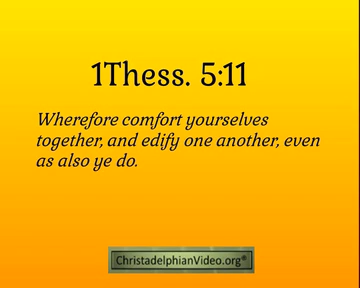 1Thess. 5:11
Wherefore comfort yourselves
together, and edify one another, even
as also ye do.
ChristadelphianVideo.org®